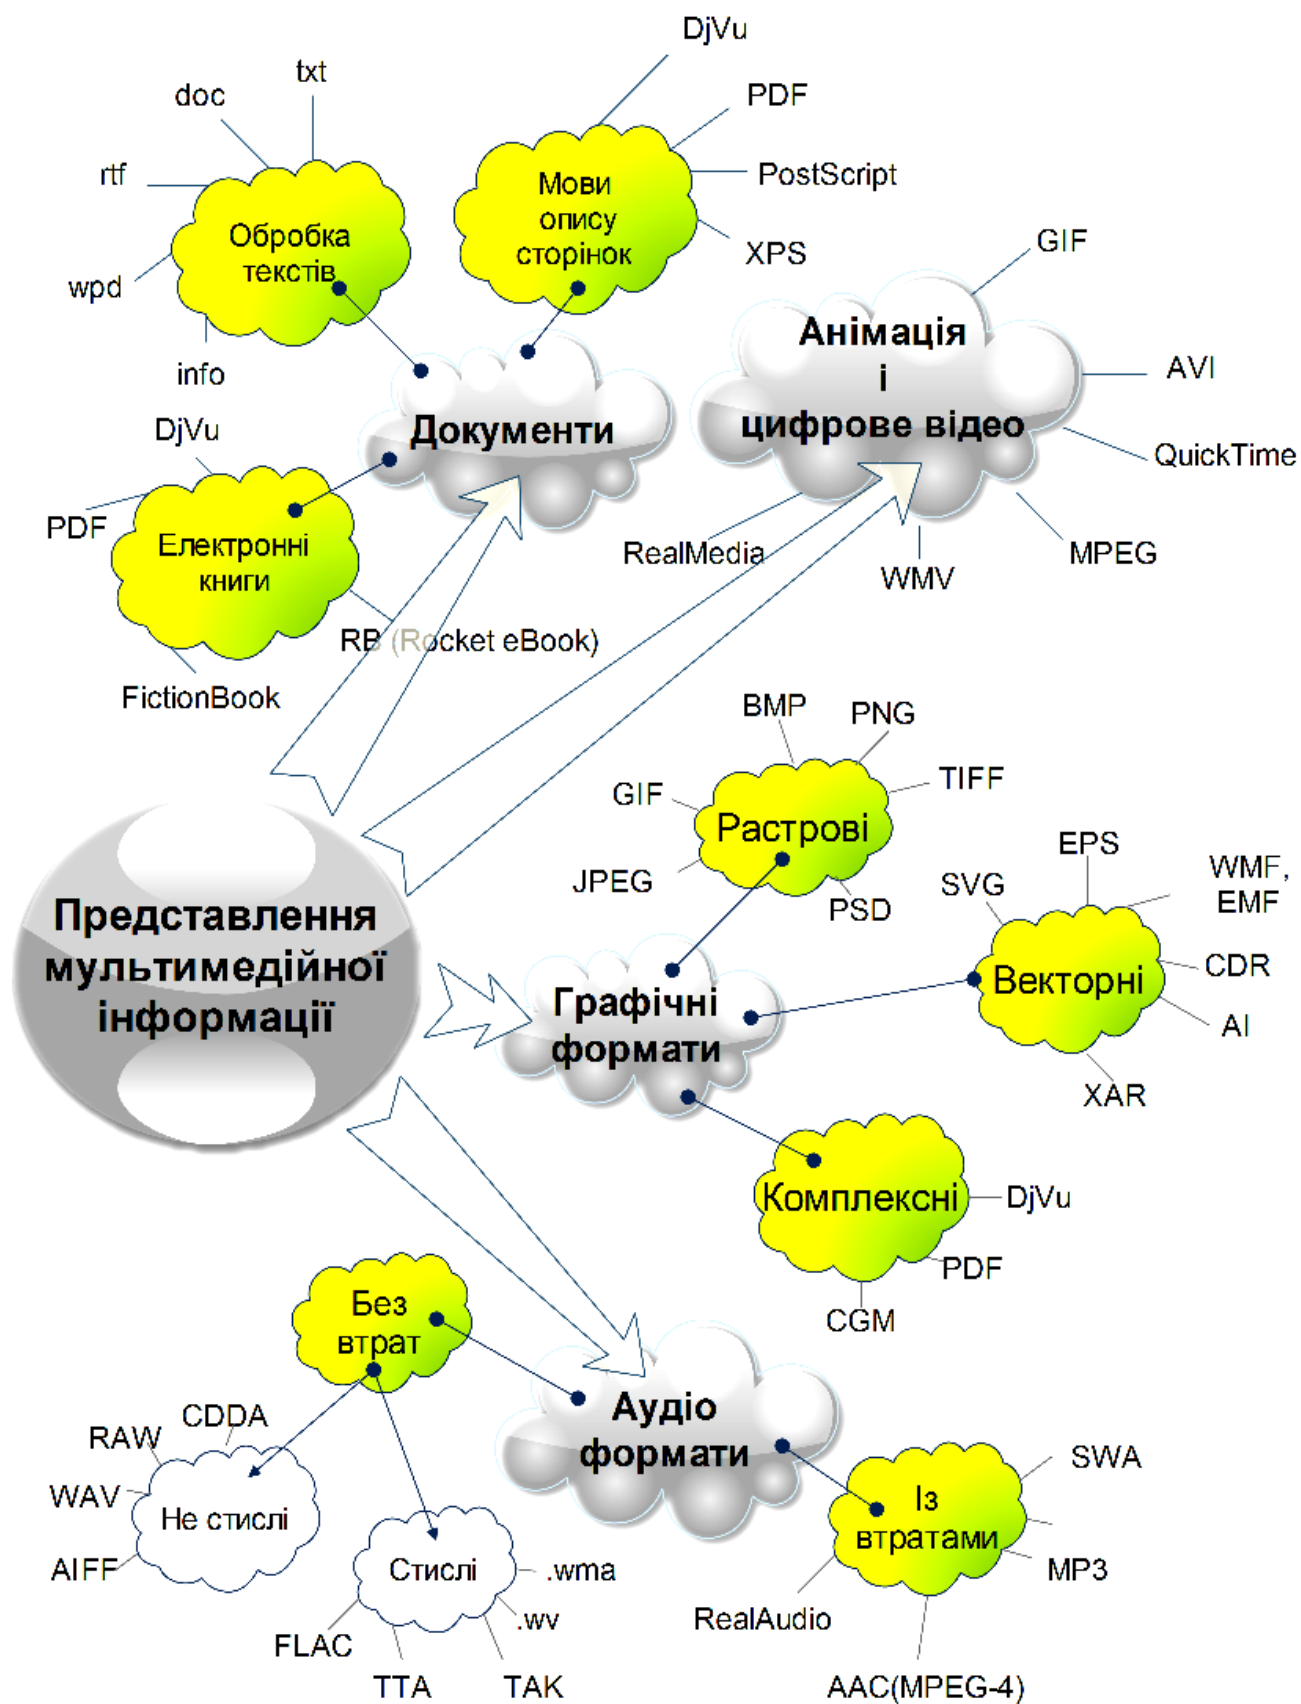 DjVu
txt
doc
PDF
rtf
PostScript
Мови
опису
сторінок
Обробка
текстів
XPS
GIF
wpd
info
Анімація
і
цифрове відео
AVI
Документи
DjVu
QuickTime
PDF
Електронні
книги
RealMedia
WMV
MPEG
RB (Rocket eBook)
FictionBook
BMP
PNG
TIFF
GIF
Растрові
JPEG
PSD
EPS
WMF,
EMF
SVG
Представлення
мультимедійної
інформації
Графічні
формати
Векторні
CDR
AI
XAR
Комплексні
DjVu
PDF
CGM
Без
втрат
Аудіо
формати
CDDA
RAW
WAV
Не стислі
AIFF
SWA
Із
втратами
MP3
Стислі
.wma
.wv
FLAC
TTA
TAK
RealAudio
AAC(MPEG-4)